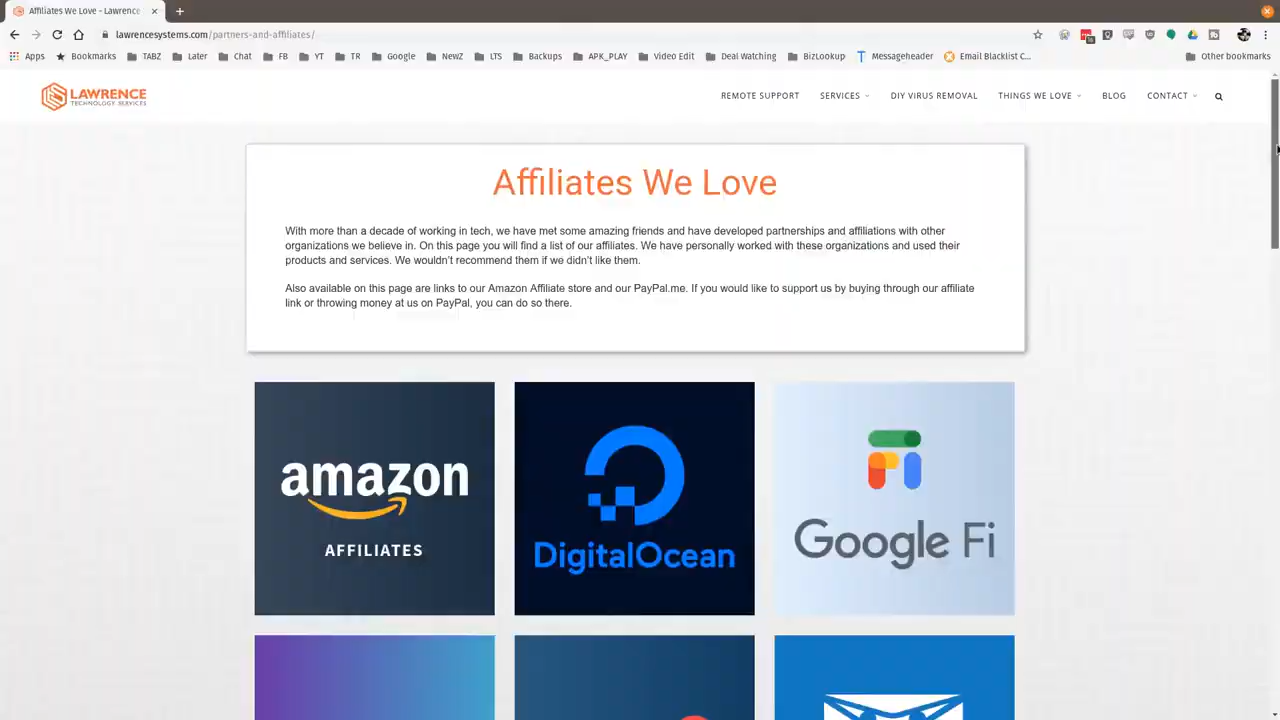 Affiliates We Love - Lawrence
lawrencesystems.com/partners-and-affiliates/
Apps Bookmarks TABZ Later Chat FB YT TR Google NewZ LTS Backups APK_PLAY Video Edit Deal Watching BizLookup Messageheader Email Blacklist C... Other bookmarks
LAWRENCE
TECHNOLOGY SERVICES
REMOTE SUPPORT SERVICES DIY VIRUS REMOVAL THINGS WE LOVE BLOG CONTACT
Affiliates We Love
With more than a decade of working in tech, we have met some amazing friends and have developed partnerships and affiliations with other
organizations we believe in. On this page you will find a list of our affiliates. We have personally worked with these organizations and used their
products and services. We wouldn't recommend them if we didn't like them.
Also available on this page are links to our Amazon Affiliate store and our PayPal.me. If you would like to support us by buying through our affiliate
link or throwing money at us on PayPal, you can do so there.
amazon
AFFILIATES
DigitalOcean
Google Fi